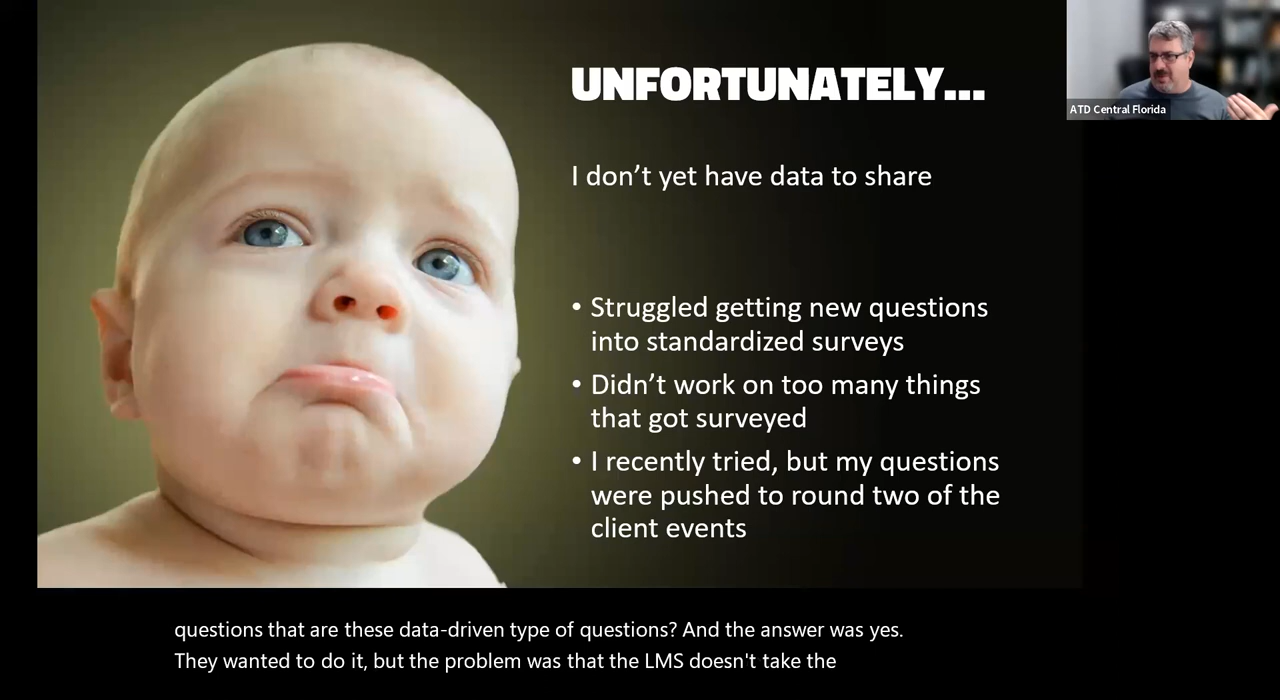 UNFORTUNATELY...
ATD Central Florida
I don’t yet have data to share
• Struggled getting new questions
into standardized surveys
• Didn’t work on too many things
that got surveyed
• I recently tried, but my questions
were pushed to round two of the
client events
questions that are these data-driven type of questions? And the answer was yes.
They wanted to do it, but the problem was that the LMS doesn't take the